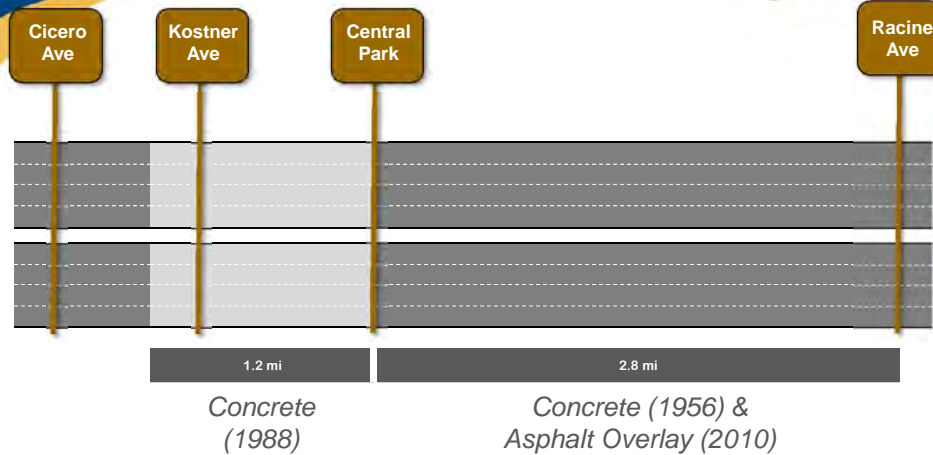 Cicero
Ave
Kostner
Ave
Central
Park
Racine
Ave
1.2 mi
2.8 mi
Concrete
(1988)
Concrete (1956) &
Asphalt Overlay (2010)